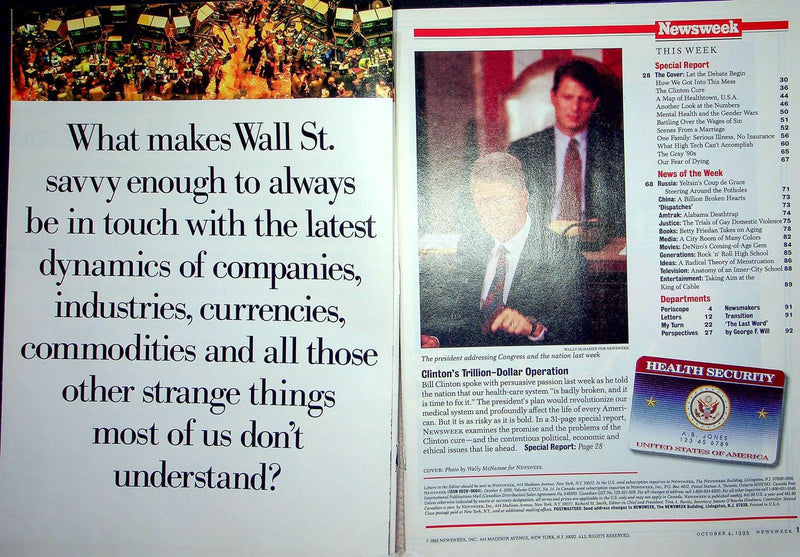 What makes Wall St.
savvy enough to always
be in touch with the latest
dynamics of companies,
industries, currencies,
commodities and all those
other strange things
most of us don't
understand?
Newsweek
THIS WEEK
Special Report
28 The Cover: Let the Debate Begin
How We Got Into This Mess 30
The Clinton Cure 36
A Map of Healthtown, U.S.A. 44
Another Look at the Numbers 46
Mental Health and the Gender Wars 50
Battling Over the Wages of Sin 51
Scenes From a Marriage 52
One Family: Serious Illness, No Insurance 56
What High Tech Can't Accomplish 60
The Gray '90s 65
Our Fear of Dying 67
News of the Week
68 Russia: Yeltsin's Coup de Grace
Steering Around the Potholes 71
China: A Billion Broken Hearts 73
'Dispatches' 73
Amtrak: Alabama Deathtrap 74
Justice: The Trials of Gay Domestic Violence 75
Books: Betty Friedan Takes on Aging 78
Media: A City Room of Many Colors 82
Movies: DeNiro's Coming-of-Age Gem 84
Generations: Rock 'n' Roll High School 85
Ideas: A Radical Theory of Menstruation 86
Television: Anatomy of an Inner-City School 88
Entertainment: Taking Aim at the
King of Cable 89
Departments
Periscope 4
Letters 12
My Turn 22
Perspectives 27
Newsmakers 91
Transition 91
'The Last Word'
by George F. Will 92
WALLY McNAMEE FOR NEWSWEEK
The president addressing Congress and the nation last week
Clinton's Trillion-Dollar Operation
Bill Clinton spoke with persuasive passion last week as he told
the nation that our health-care system "is badly broken, and it
is time to fix it." The president's plan would revolutionize our
medical system and profoundly affect the life of every Ameri-
can. But it is as risky as it is bold. In a 31-page special report,
NEWSWEEK examines the promise and the problems of the
Clinton cure—and the contentious political, economic and
ethical issues that lie ahead. Special Report: Page 28
COVER: Photo by Wally McNamee for NEWSWEEK.
HEALTH SECURITY
A.B. JONES
123 45 6789
UNITED STATES OF AMERICA
© 1993 NEWSWEEK, INC. 444 MADISON AVENUE, NEW YORK, N.Y. 10022. ALL RIGHTS RESERVED.
OCTOBER 4, 1993 NEWSWEEK 1